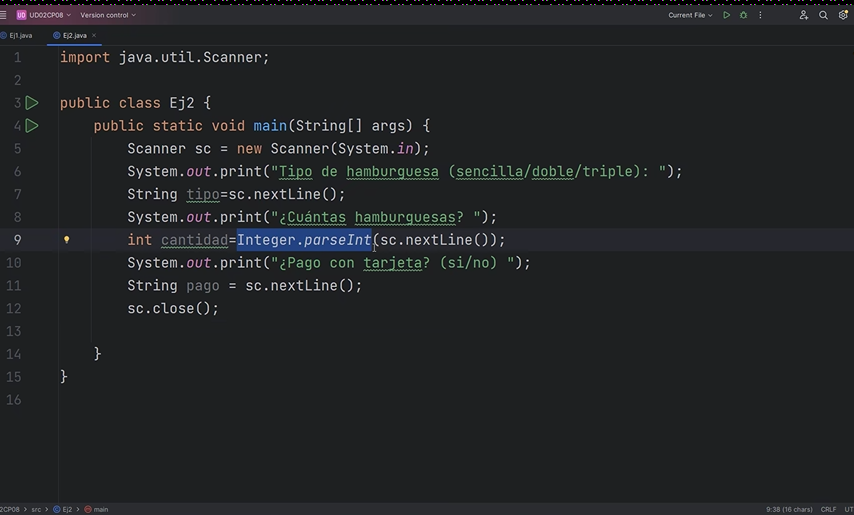 UD UD02CP08 Version control Current File
Ej1.java Ej2.java
1 import java.util.Scanner;
2
3 public class Ej2 {
4 public static void main(String[] args) {
5 Scanner sc = new Scanner(System.in);
6 System.out.print("Tipo de hamburguesa (sencilla/doble/triple): ");
7 String tipo=sc.nextLine();
8 System.out.print("¿Cuántas hamburguesas? ");
9 int cantidad=Integer.parseInt(sc.nextLine());
10 System.out.print("¿Pago con tarjeta? (si/no) ");
11 String pago = sc.nextLine();
12 sc.close();
13
14 }
15 }
16
2CP08 > src > Ej2 > main 9:38 (16 chars) CRLF UT